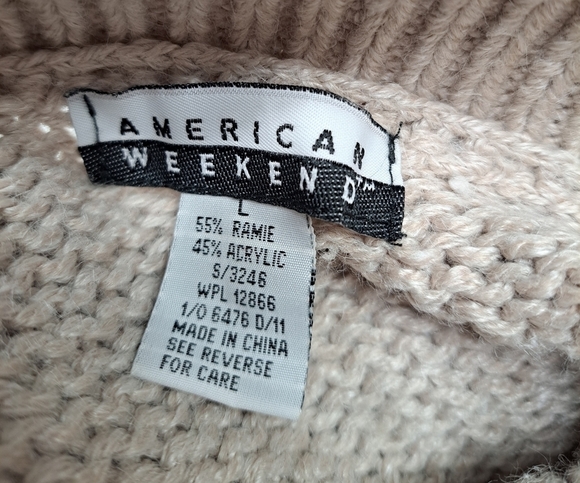 AMERICAN
WEEKEND™
L
55% RAMIE
45% ACRYLIC
S/3246
WPL 12866
1/0 6476 D/11
MADE IN CHINA
SEE REVERSE
FOR CARE